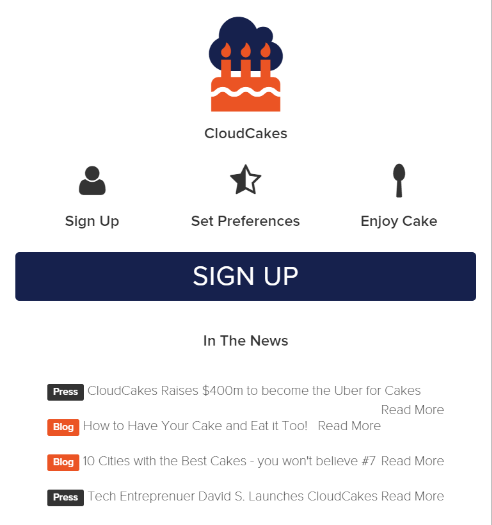 CloudCakes
Sign Up Set Preferences Enjoy Cake
SIGN UP
In The News
Press CloudCakes Raises $400m to become the Uber for Cakes
Read More
Blog How to Have Your Cake and Eat it Too! Read More
Blog 10 Cities with the Best Cakes - you won't believe #7 Read More
Press Tech Entreprenuer David S. Launches CloudCakes Read More